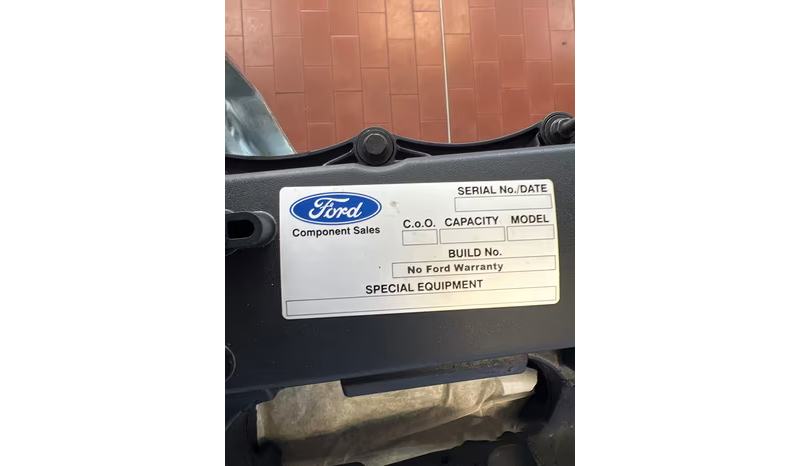 Ford
Component Sales
SERIAL No./DATE
C.o.O. CAPACITY MODEL
BUILD No.
No Ford Warranty
SPECIAL EQUIPMENT